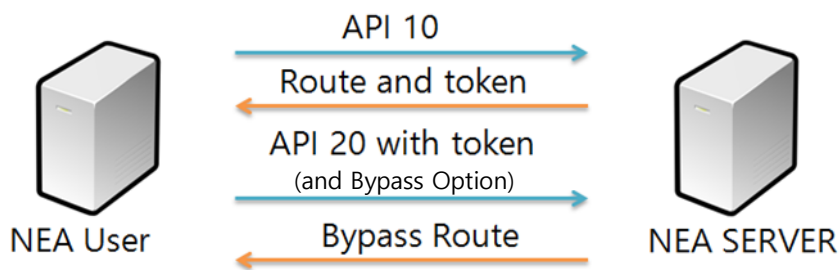 API 10
Route and token
API 20 with token
(and Bypass Option)
Bypass Route
NEA User
NEA SERVER